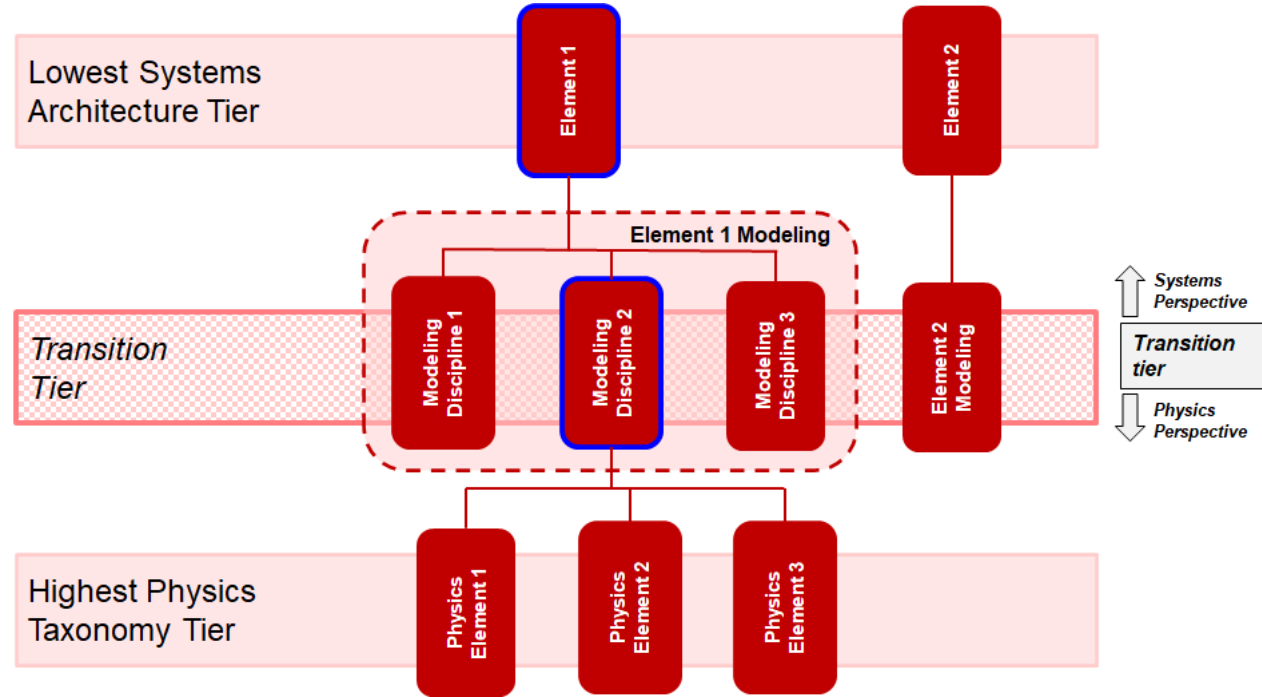 Lowest Systems
Architecture Tier
Element 1
Element 2
Element 1 Modeling
Transition
Tier
Modeling
Discipline 1
Modeling
Discipline 2
Modeling
Discipline 3
Element 2
Modeling
Systems
Perspective
Transition
tier
Physics
Perspective
Highest Physics
Taxonomy Tier
Physics
Element 1
Physics
Element 2
Physics
Element 3